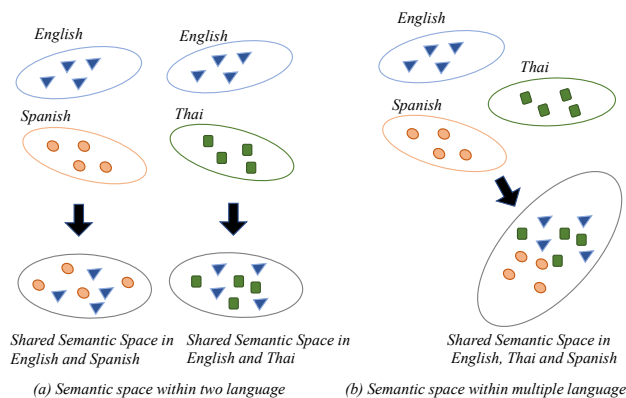 English
English
Spanish
Thai
Shared Semantic Space in
English and Spanish
Shared Semantic Space in
English and Thai
(a) Semantic space within two language
English
Thai
Spanish
Shared Semantic Space in
English, Thai and Spanish
(b) Semantic space within multiple language